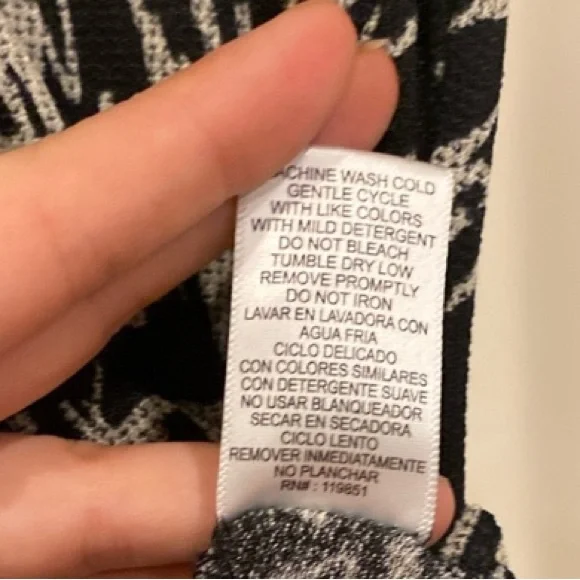 ACHINE WASH COLD
GENTLE CYCLE
WITH LIKE COLORS
WITH MILD DETERGENT
DO NOT BLEACH
TUMBLE DRY LOW
REMOVE PROMPTLY
DO NOT IRON
LAVAR EN LAVADORA CON
AGUA FRIA
CICLO DELICADO
CON COLORES SIMILARES
CON DETERGENTE SUAVE
NO USAR BLANQUEADOR
SECAR EN SECADORA
CICLO LENTO
REMOVER INMEDIATAMENTE
NO PLANCHAR
RN# : 119851